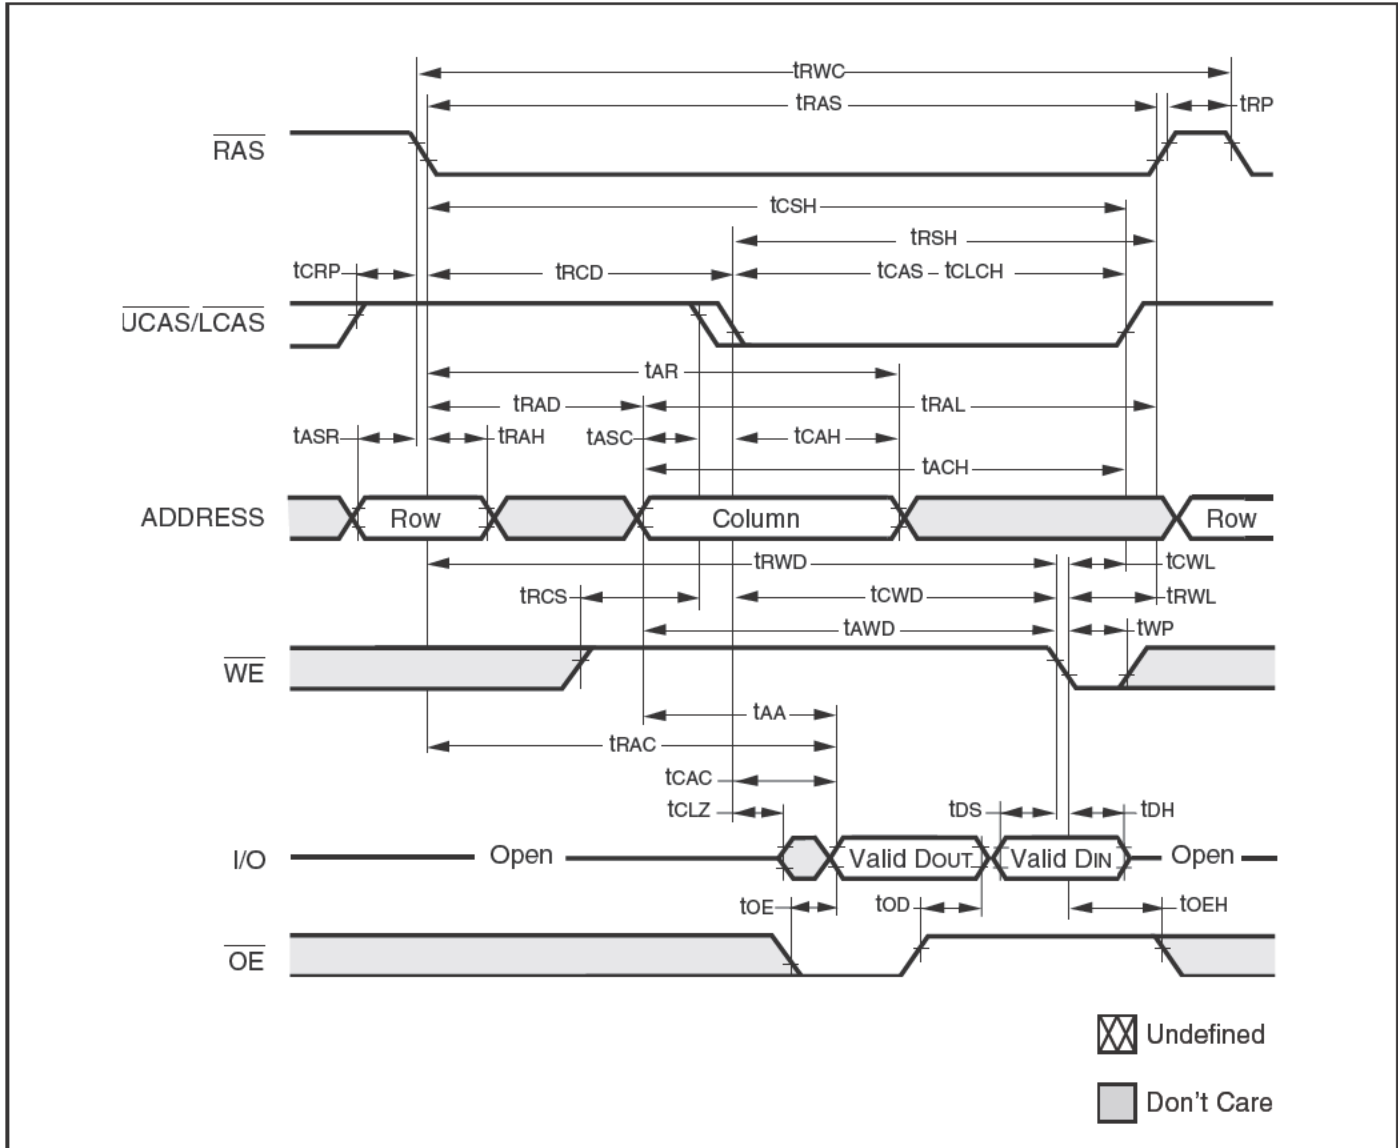 tRWC
tRAS
tRP
RAS
tCSH
tRSH
tCRP
tRCD
tCAS – tCLCH
UCAS/LCAS
tAR
tRAD
tRAL
tASR
tRAH
tASC
tCAH
tACH
ADDRESS
Row
Column
Row
tRWD
tCWL
tRCS
tCWD
tRWL
tAWD
tWP
WE
tAA
tRAC
tCAC
tCLZ
tDS
tDH
I/O
Open
Valid DOUT
Valid DIN
Open
tOE
tOD
tOEH
OE
Undefined
Don't Care